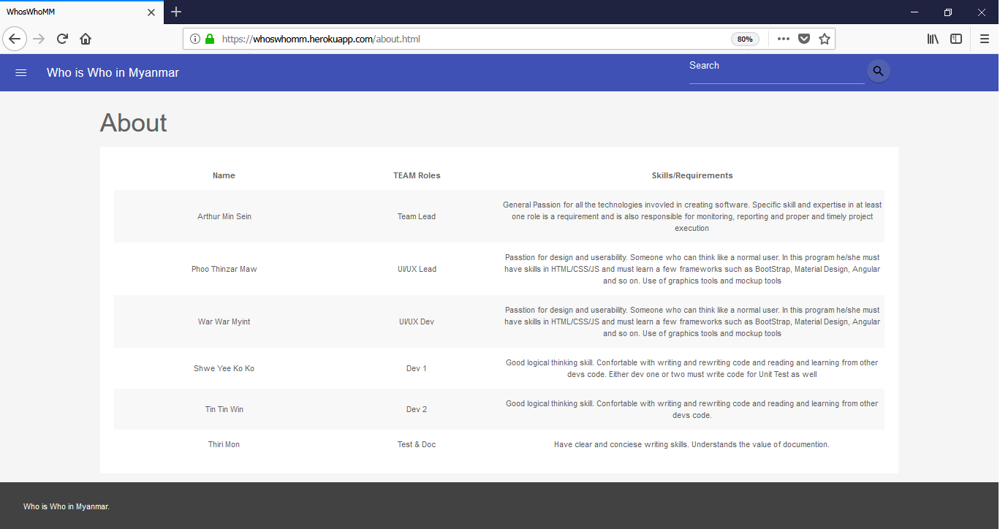 WhosWhoMM
https://whoswhomm.herokuapp.com/about.html
80%
Who is Who in Myanmar
Search
About
Name
TEAM Roles
Skills/Requirements
Arthur Min Sein
Team Lead
General Passion for all the technologies invovled in creating software. Specific skill and expertise in at least
one role is a requirement and is also responsible for monitoring, reporting and proper and timely project
execution
Phoo Thinzar Maw
UI/UX Lead
Passtion for design and userability. Someone who can think like a normal user. In this program he/she must
have skills in HTML/CSS/JS and must learn a few frameworks such as BootStrap, Material Design, Angular
and so on. Use of graphics tools and mockup tools
War War Myint
UI/UX Dev
Passtion for design and userability. Someone who can think like a normal user. In this program he/she must
have skills in HTML/CSS/JS and must learn a few frameworks such as BootStrap, Material Design, Angular
and so on. Use of graphics tools and mockup tools
Shwe Yee Ko Ko
Dev 1
Good logical thinking skill. Confortable with writing and rewriting code and reading and learning from other
devs code. Either dev one or two must write code for Unit Test as well
Tin Tin Win
Dev 2
Good logical thinking skill. Confortable with writing and rewriting code and reading and learning from other
devs code.
Thiri Mon
Test & Doc
Have clear and conciese writing skills. Understands the value of documention.
Who is Who in Myanmar.